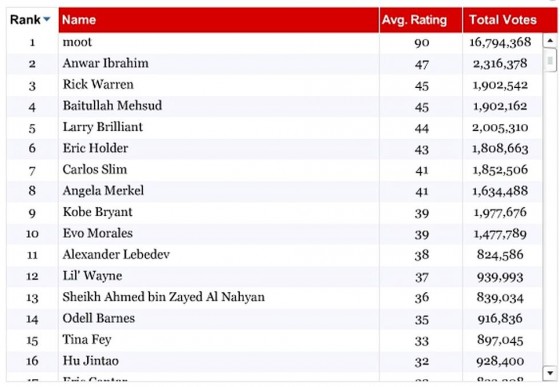 Rank Name Avg. Rating Total Votes
1 moot 90 16,794,368
2 Anwar Ibrahim 47 2,316,378
3 Rick Warren 45 1,902,542
4 Baitullah Mehsud 45 1,902,162
5 Larry Brilliant 44 2,005,310
6 Eric Holder 43 1,808,663
7 Carlos Slim 41 1,852,506
8 Angela Merkel 41 1,634,488
9 Kobe Bryant 39 1,977,676
10 Evo Morales 39 1,477,789
11 Alexander Lebedev 38 824,586
12 Lil' Wayne 37 939,993
13 Sheikh Ahmed bin Zayed Al Nahyan 36 839,034
14 Odell Barnes 35 916,836
15 Tina Fey 33 897,045
16 Hu Jintao 32 928,400
17 Eric Cantor